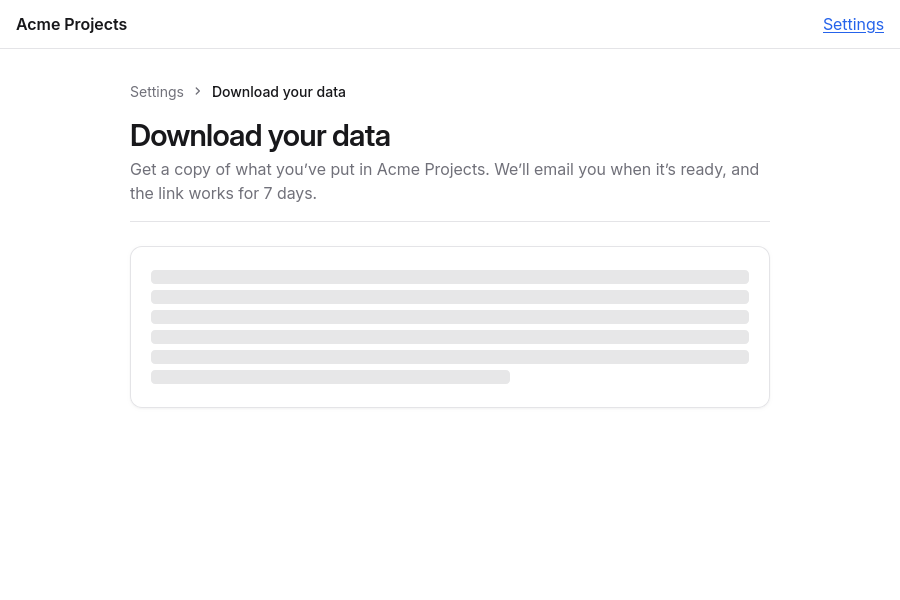 Acme Projects
Settings
Settings
Download your data
Download your data
Get a copy of what you’ve put in Acme Projects. We’ll email you when it’s ready, and
the link works for 7 days.